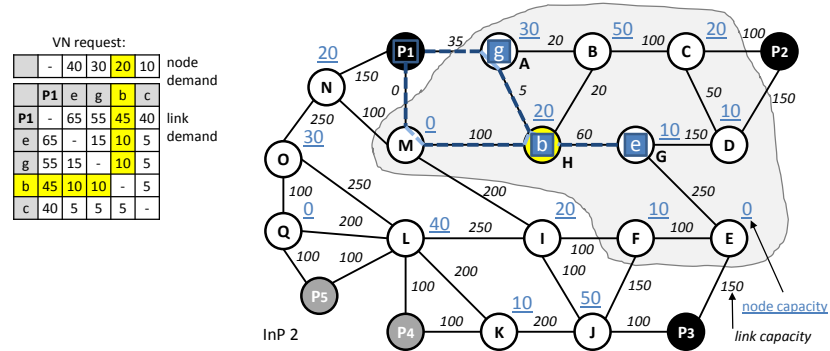 VN request:
- 40 30 20 10
node demand
P1 e g b c
P1 - 65 55 45 40
link demand
e 65 - 15 10 5
g 55 15 - 10 5
b 45 10 10 - 5
c 40 5 5 5 -
20 P1 35 30 20 50 100 20 100
g B C P2
N 150 A
0 5 20 50 150
100 0 20 10
250
30 M 100 b 60 e 10 150 D
O H G
100 250 200 250
0 200 40 250 20 10 0
Q L I 100 F 100 E
100 100 100 200 100 150 150
P5 10 50
node capacity
P4 100 K 200 J 100 P3
link capacity
InP 2